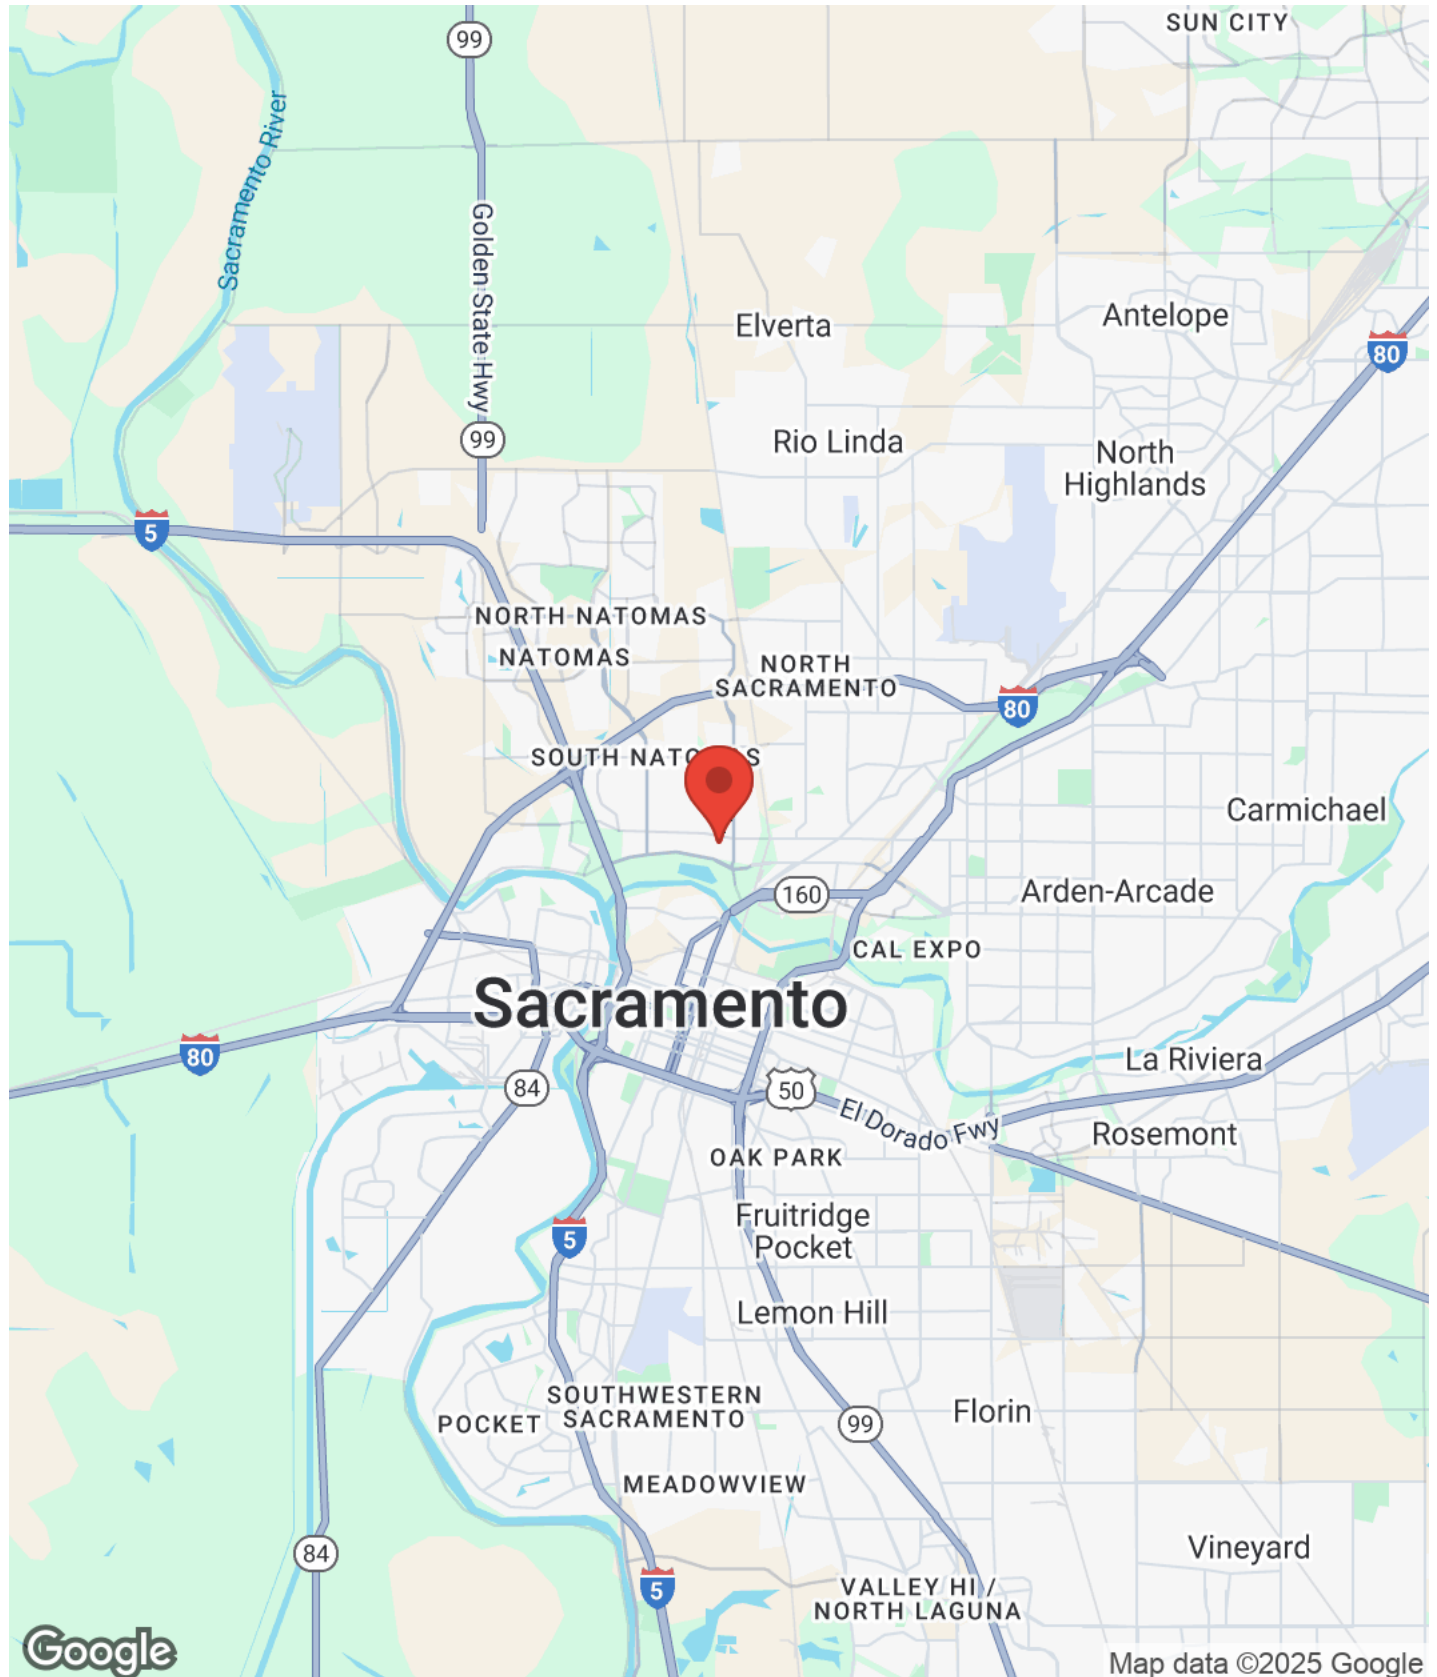 SUN CITY
99
Sacramento River
Golden State Hwy
Elverta
Antelope
80
99
Rio Linda
North
Highlands
5
NORTH NATOMAS
NATOMAS
NORTH
SACRAMENTO
80
SOUTH NATOMAS
Carmichael
160
Arden-Arcade
CAL EXPO
Sacramento
80
84
50
La Riviera
El Dorado Fwy
Rosemont
OAK PARK
Fruitridge
Pocket
5
Lemon Hill
SOUTHWESTERN
SACRAMENTO
POCKET
99
Florin
MEADOWVIEW
84
Vineyard
5
VALLEY HI /
NORTH LAGUNA
Google
Map data ©2025 Google